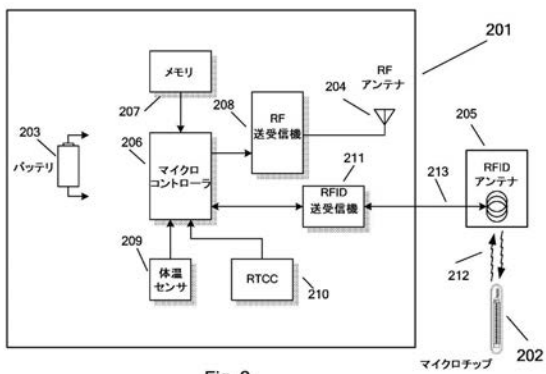 201
RF
アンテナ
204
メモリ
207
208
RF
送受信機
203
バッテリ
206
マイクロ
コントローラ
205
RFID
アンテナ
211
RFID
送受信機
213
209
体温
センサ
RTCC
210
212
202
マイクロチップ